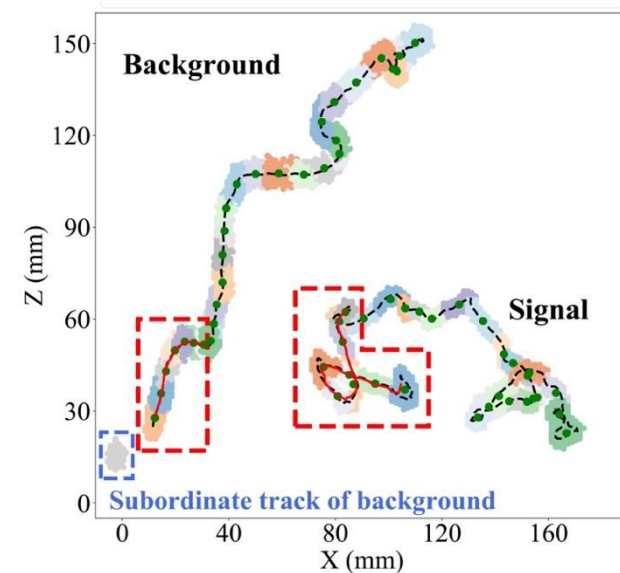 150
Background
120
Z (mm)
90
60
Signal
30
0
Subordinate track of background
0 40 80 120 160
X (mm)